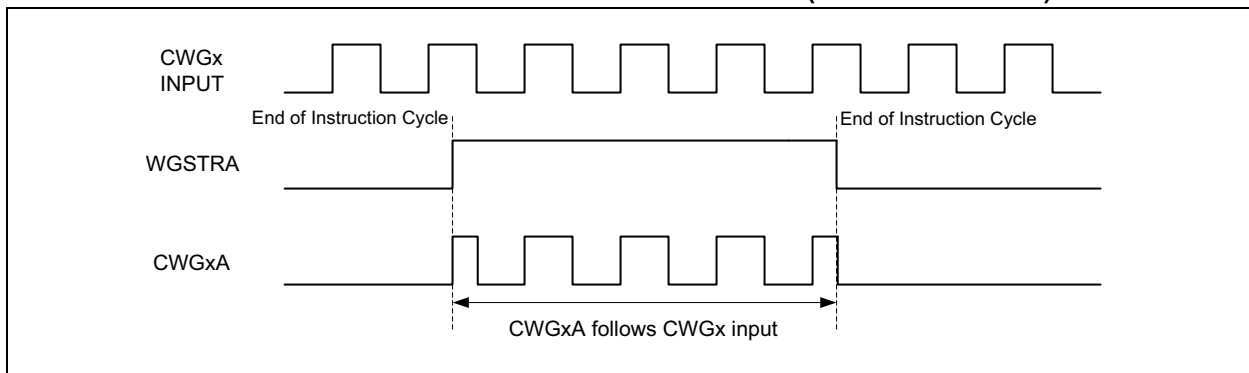 CWGx
INPUT
End of Instruction Cycle
End of Instruction Cycle
WGSTRA
CWGxA
CWGxA follows CWGx input